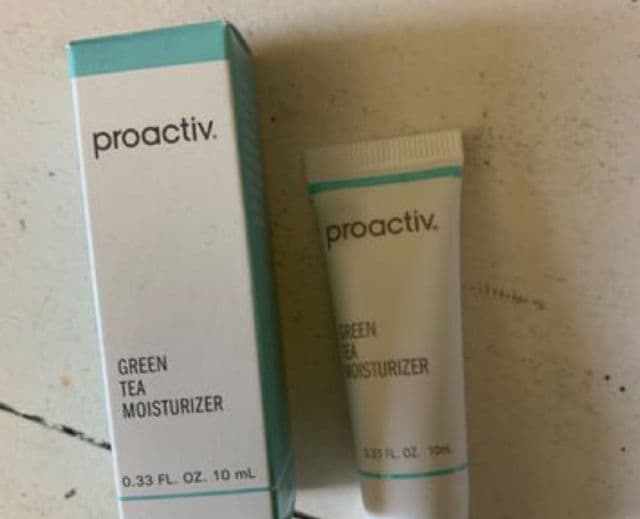 proactiv.
GREEN
TEA
MOISTURIZER
0.33 FL. OZ. 10 mL
proactiv.
GREEN
TEA
MOISTURIZER
0.33 FL. OZ. 10mL